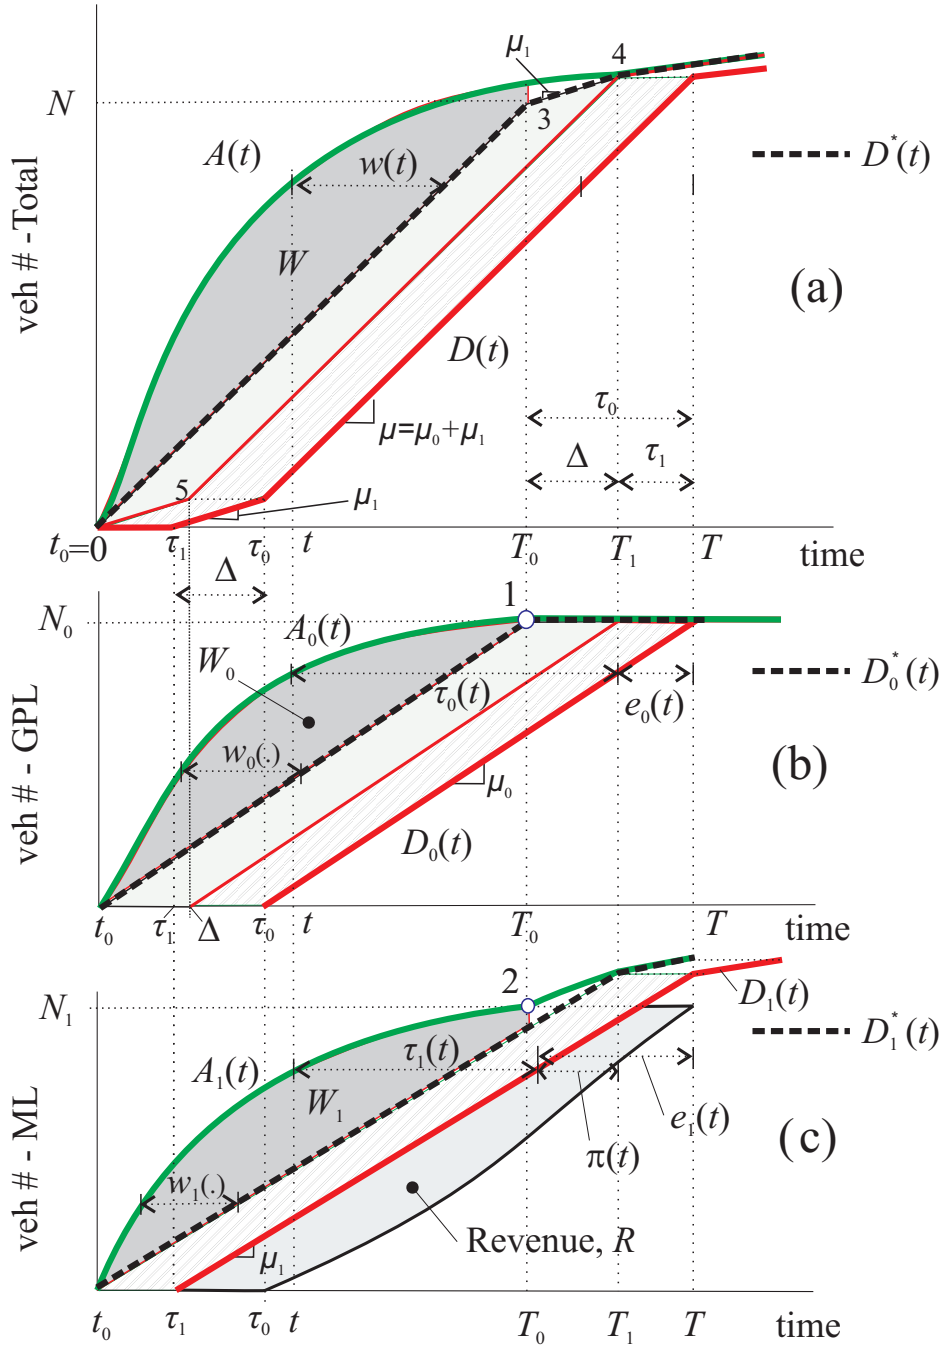 μ₁
4
N
3
A(t)
w(t)
D*(t)
veh # -Total
W
(a)
D(t)
τ₀
μ=μ₀+μ₁
Δ
τ₁
5
μ₁
t₀=0
τ₁
τ₀
t
T₀
T₁
T
time
Δ
1
N₀
A₀(t)
W₀
D₀*(t)
τ₀(t)
e₀(t)
veh # - GPL
w₀(.)
(b)
μ₀
D₀(t)
t₀
τ₁
Δ
τ₀
t
T₀
T
time
2
N₁
D₁(t)
τ₁(t)
D₁*(t)
A₁(t)
W₁
e₁(t)
veh # - ML
(c)
π(t)
w₁(.)
Revenue, R
μ₁
t₀
τ₁
τ₀
t
T₀
T₁
T
time